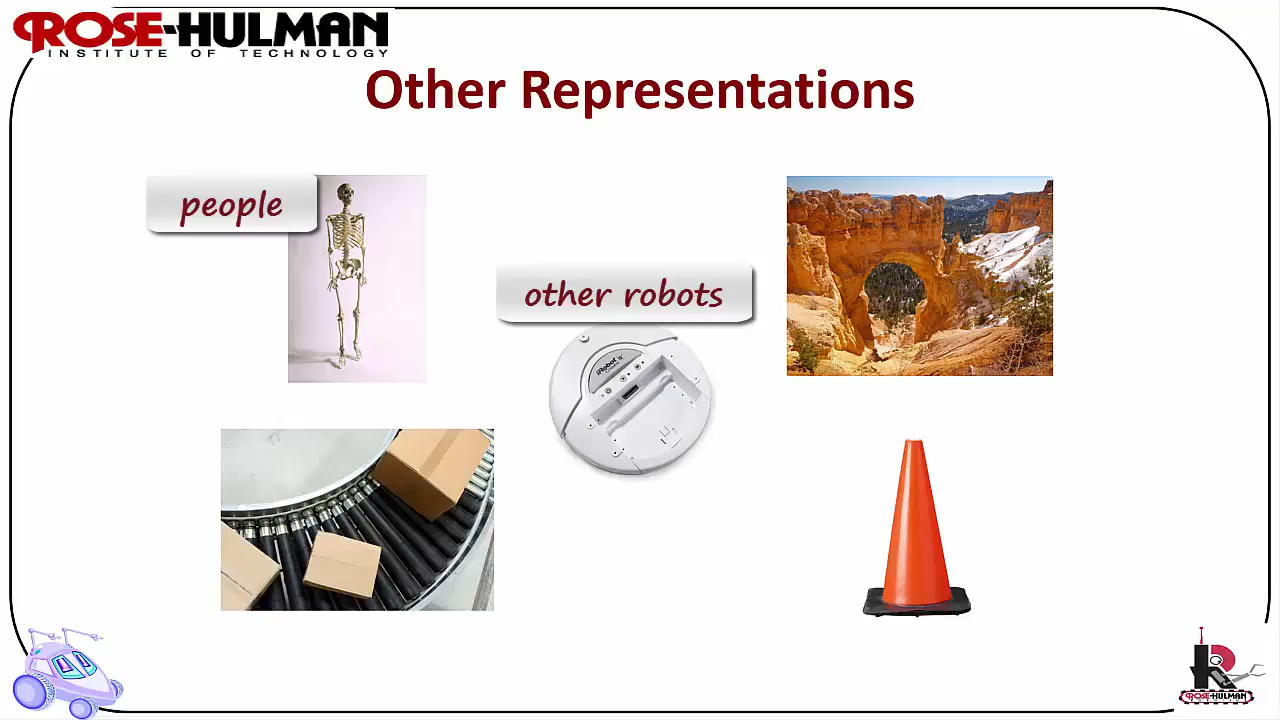 ROSE-HULMAN
INSTITUTE OF TECHNOLOGY
Other Representations
people
other robots
iRobot
ROSE-HULMAN